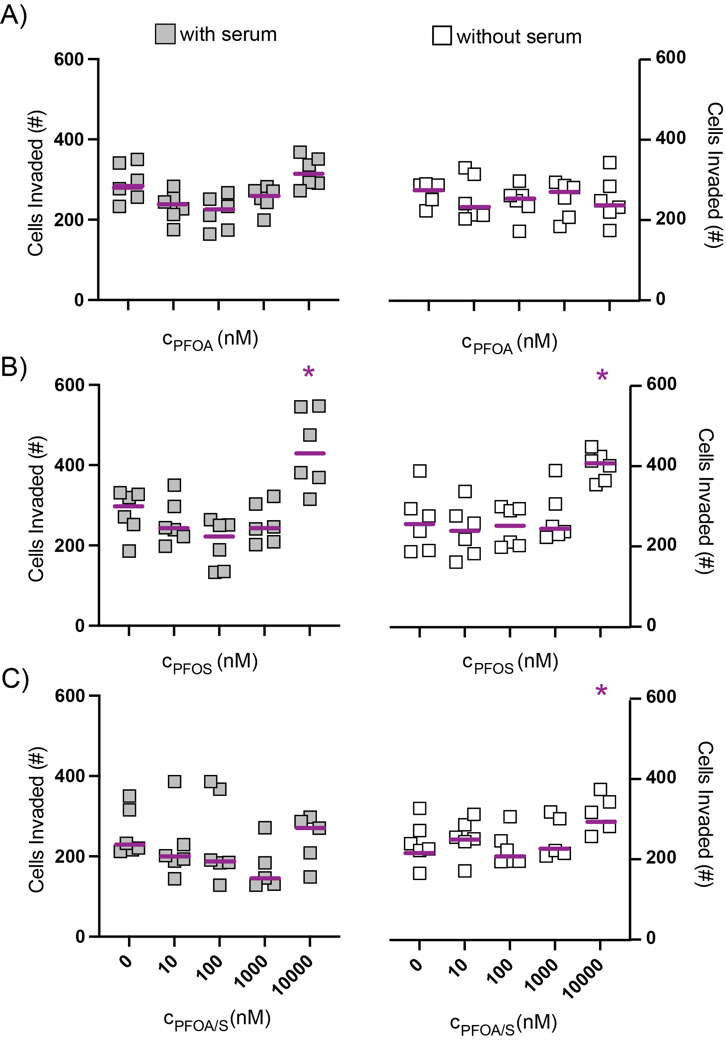 A)
with serum
without serum
600
400
200
0
Cells Invaded (#)
cPFOA (nM)
600
400
200
0
Cells Invaded (#)
cPFOA (nM)
B)
*
*
600
400
200
0
Cells Invaded (#)
cPFOS (nM)
600
400
200
0
Cells Invaded (#)
cPFOS (nM)
C)
*
600
400
200
0
Cells Invaded (#)
0 10 100 1000 10000
cPFOA/S (nM)
600
400
200
0
Cells Invaded (#)
0 10 100 1000 10000
cPFOA/S (nM)